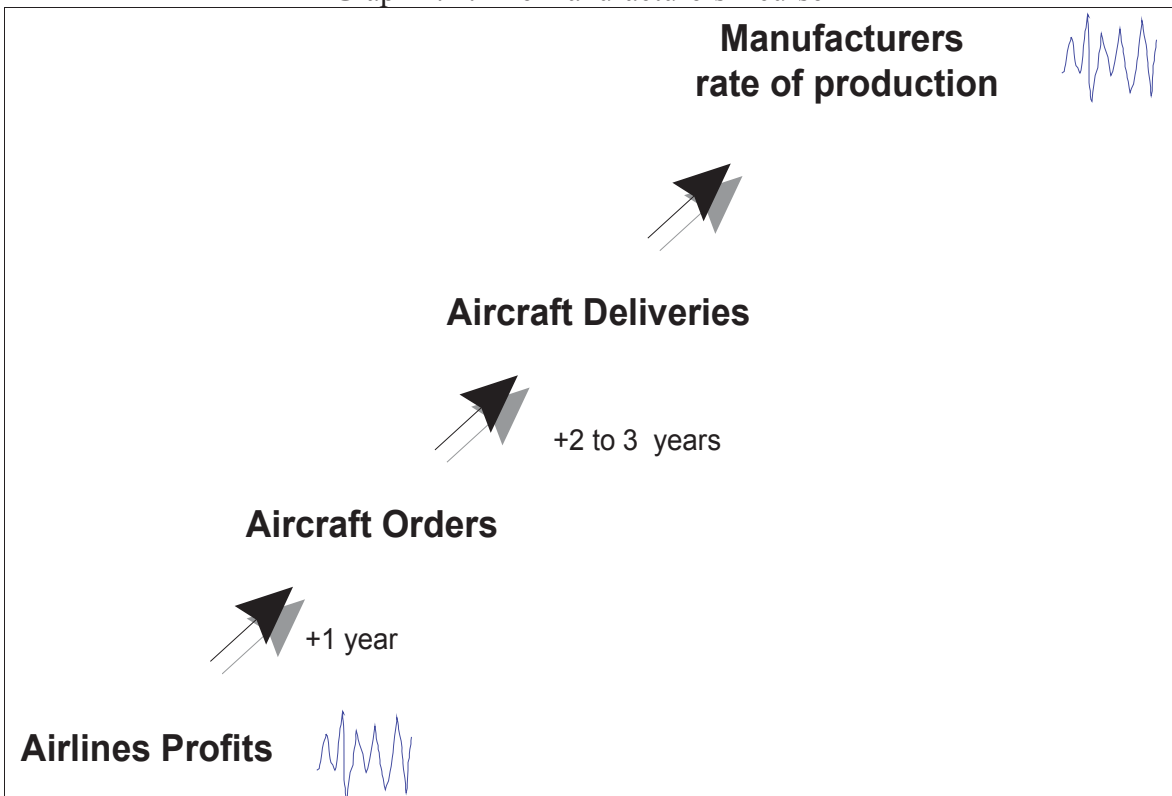 Manufacturers
rate of production
Aircraft Deliveries
+2 to 3 years
Aircraft Orders
+1 year
Airlines Profits